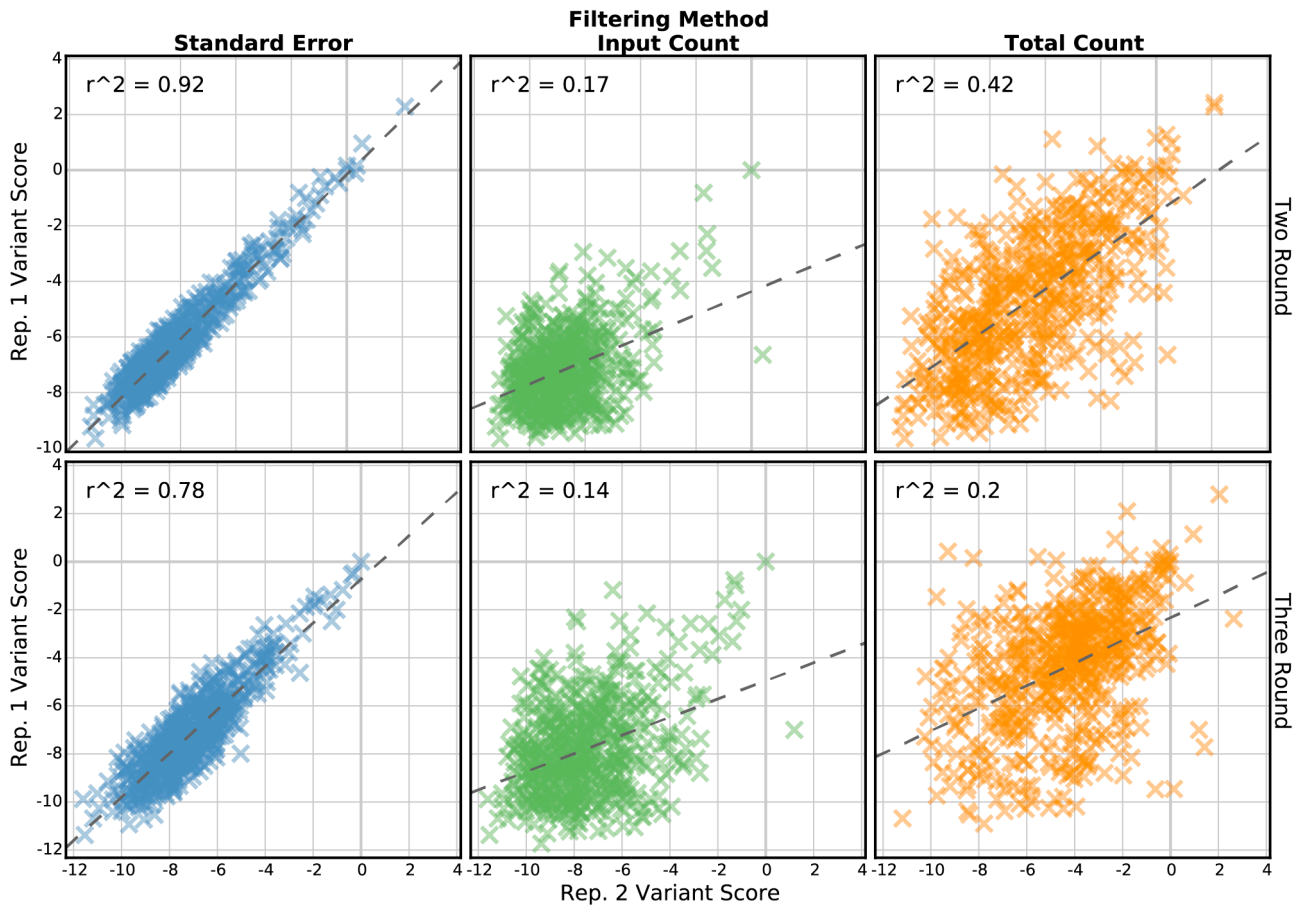 Filtering Method
Standard Error
Input Count
Total Count
4
2
0
-2
-4
-6
-8
-10
Rep. 1 Variant Score
r^2 = 0.92
r^2 = 0.17
r^2 = 0.42
Two Round
4
2
0
-2
-4
-6
-8
-10
-12
Rep. 1 Variant Score
r^2 = 0.78
r^2 = 0.14
r^2 = 0.2
Three Round
-12 -10 -8 -6 -4 -2 0 2 4
-12 -10 -8 -6 -4 -2 0 2 4
-12 -10 -8 -6 -4 -2 0 2 4
Rep. 2 Variant Score